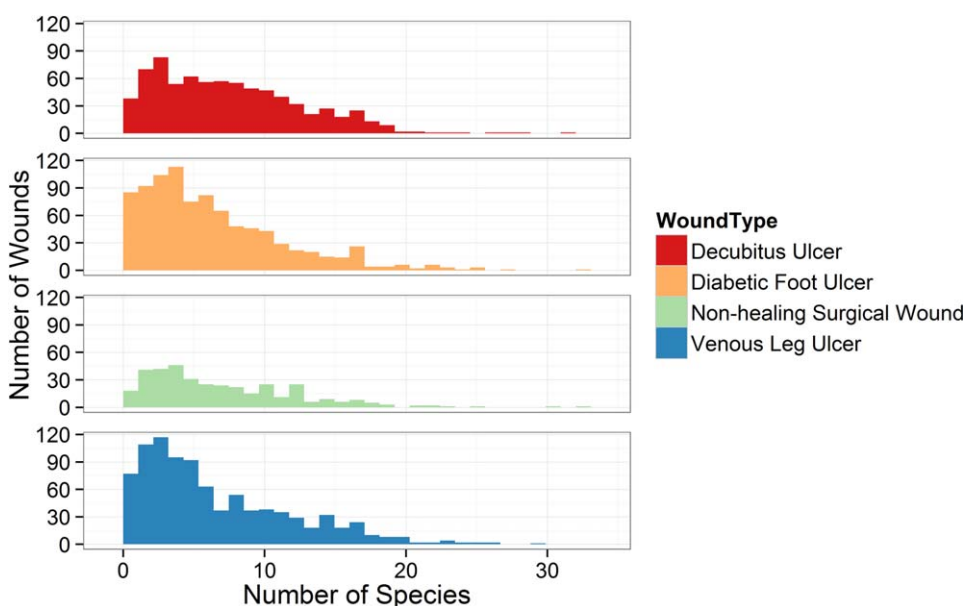 120
90
60
30
0
120
90
60
30
0
120
90
60
30
0
120
90
60
30
0
Number of Wounds
0 10 20 30
Number of Species
WoundType
Decubitus Ulcer
Diabetic Foot Ulcer
Non-healing Surgical Wound
Venous Leg Ulcer